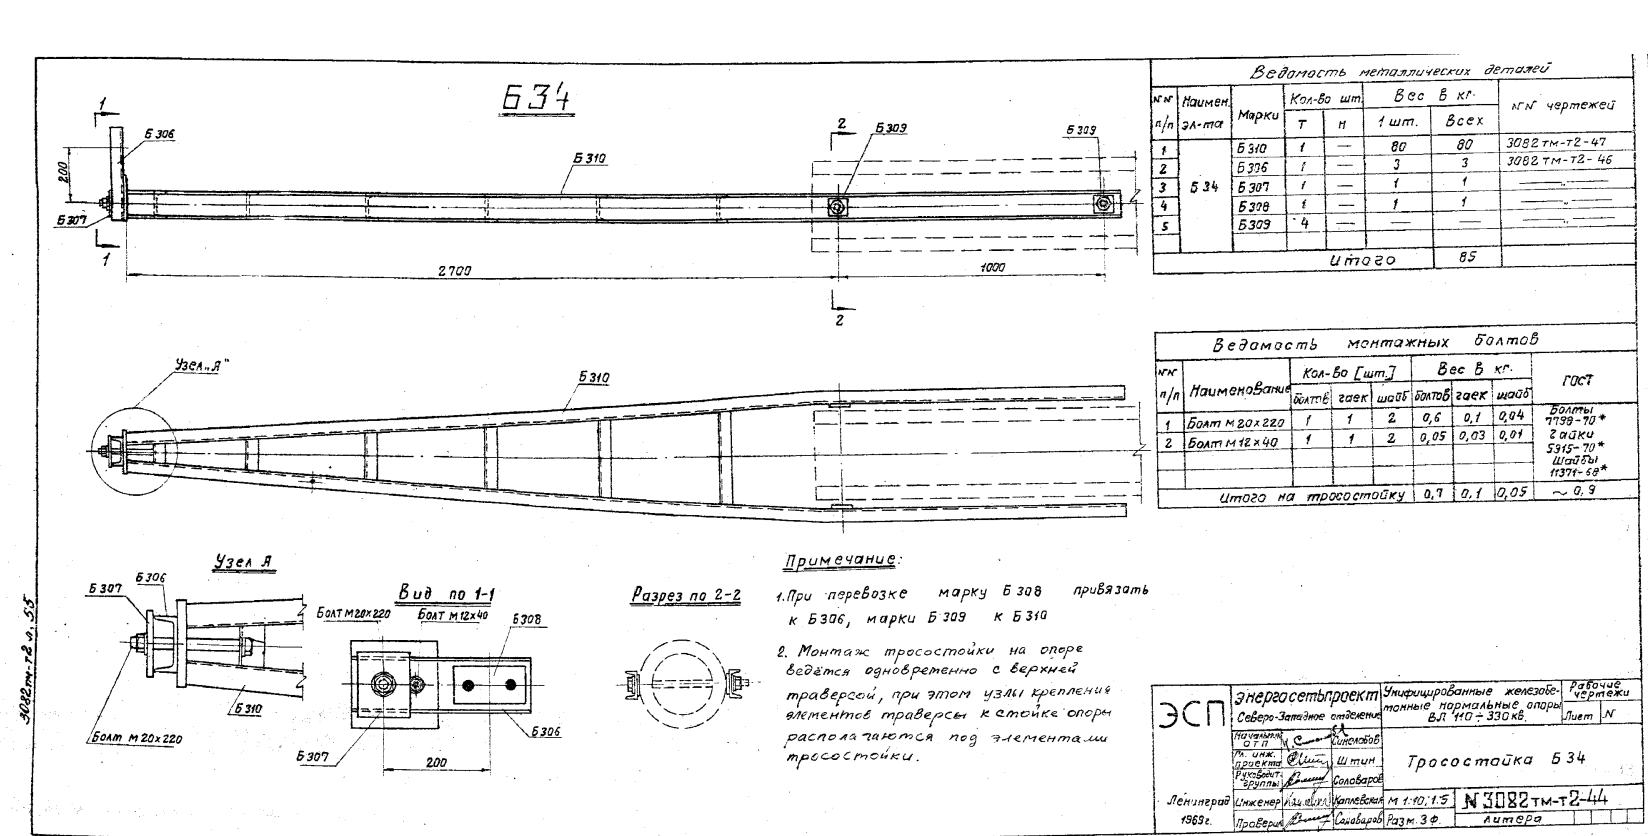 Б34
1
Б306
200
Б307
1
Б310
2
Б309
Б309
2700
1000
2
Узел „Я"
Б310
Узел Я
Б307
Б306
Б310
Болт М20х220
Вид по 1-1
Болт М20х220 Болт М12х40
Б308
Б306
Б307
200
Разрез по 2-2
Примечание:
1. При перевозке марку Б308 привязать
к Б306, марки Б309 к Б310
2. Монтаж тросостойки на опоре
ведётся одновременно с верхней
траверсой, при этом узлы крепления
элементов траверсы к стойке опоры
располагаются под элементами
тросостойки.
Ведомость металлических деталей
№№ п/п Наимен. эл-та Марки Кол-во шт. Вес в кг. №№ чертежей
т н 1 шт. Всех
1 Б310 1 — 80 80 3082тм-т2-47
2 Б306 1 — 3 3 3082тм-т2-46
3 Б34 Б307 1 — 1 1 — „ —
4 Б308 1 — 1 1 — „ —
5 Б309 4 — — — — „ —
Итого 85
Ведомость монтажных болтов
№№ п/п Наименование Кол-во [шт.] Вес в кг. ГОСТ
болтов гаек шайб болтов гаек шайб
1 Болт М20х220 1 1 2 0,6 0,1 0,04 Болты 7798-70*
2 Болт М12х40 1 1 2 0,05 0,03 0,01 Гайки
5915-70*
Шайбы
11371-68*
Итого на тросостойку 0,7 0,1 0,05 ~0,9
ЭСП
Энергосетьпроект
Северо-Западное отделение
Унифицированные железобе-
тонные нормальные опоры
ВЛ 110÷330кв.
Рабочие
чертежи
Лист N
Начальник ОТП Синелобов
Гл. инж. проекта Штин
Руководит. группы Соловаров
Инженер Каплевская
Проверил Соловаров
Тросостойка Б34
Ленинград
1969г.
М 1:10; 1:5
N3082тм-т2-44
Разм. 3ф.
литера
3082тм-т2 л. 55